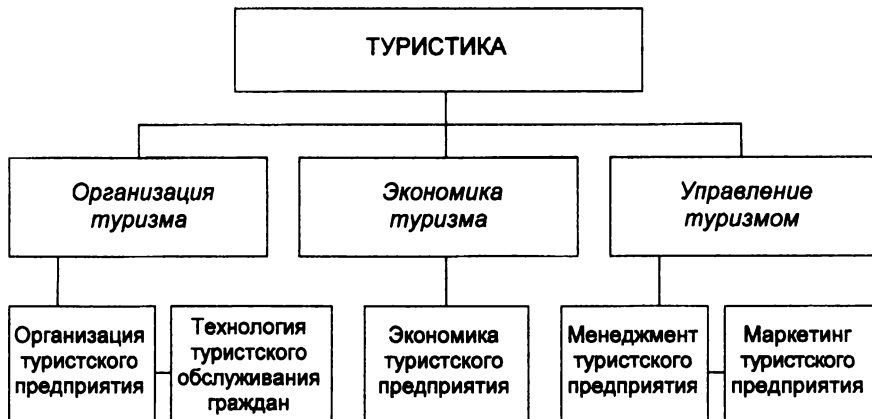 ТУРИСТИКА
Организация
туризма
Экономика
туризма
Управление
туризмом
Организация
туристского
предприятия
Технология
туристского
обслуживания
граждан
Экономика
туристского
предприятия
Менеджмент
туристского
предприятия
Маркетинг
туристского
предприятия